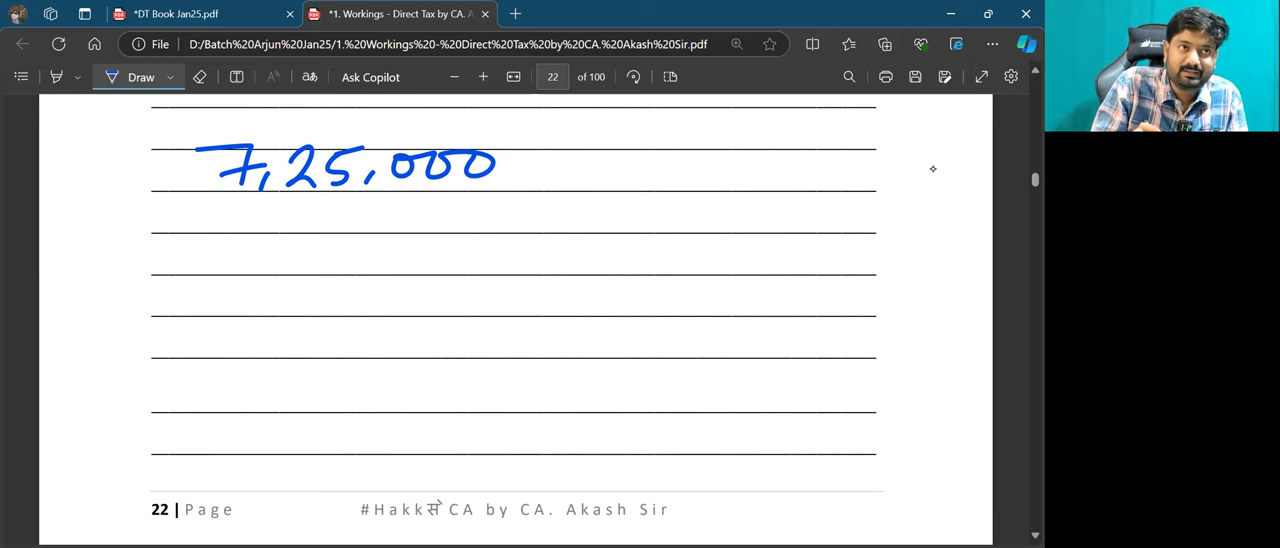 *DT Book Jan25.pdf
*1. Workings - Direct Tax by CA. A
File
D:/Batch%20Arjun%20Jan25/1.%20Workings%20-%20Direct%20Tax%20by%20CA.%20Akash%20Sir.pdf
Draw
aあ
Ask Copilot
22 of 100
7,25,000
22 | Page #Hakkसे CA by CA. Akash Sir